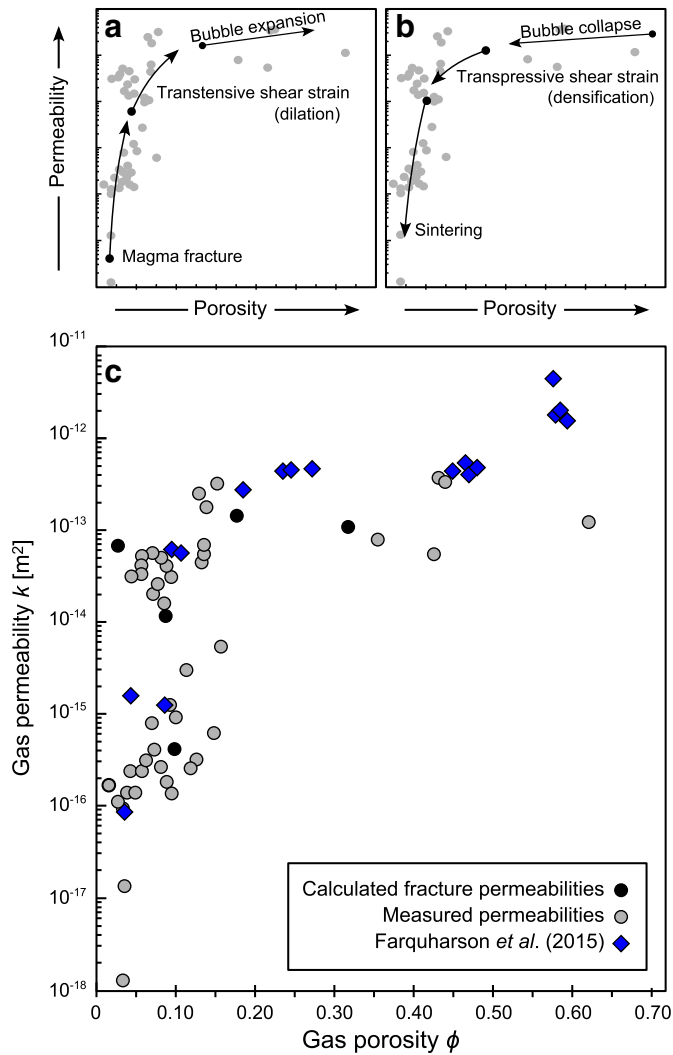 a
Bubble expansion
Transtensive shear strain
(dilation)
Magma fracture
Permeability
Porosity
b
Bubble collapse
Transpressive shear strain
(densification)
Sintering
Porosity
c
10-11
10-12
10-13
10-14
10-15
10-16
10-17
10-18
Gas permeability k [m2]
Calculated fracture permeabilities
Measured permeabilities
Farquharson et al. (2015)
0 0.10 0.20 0.30 0.40 0.50 0.60 0.70
Gas porosity ϕ